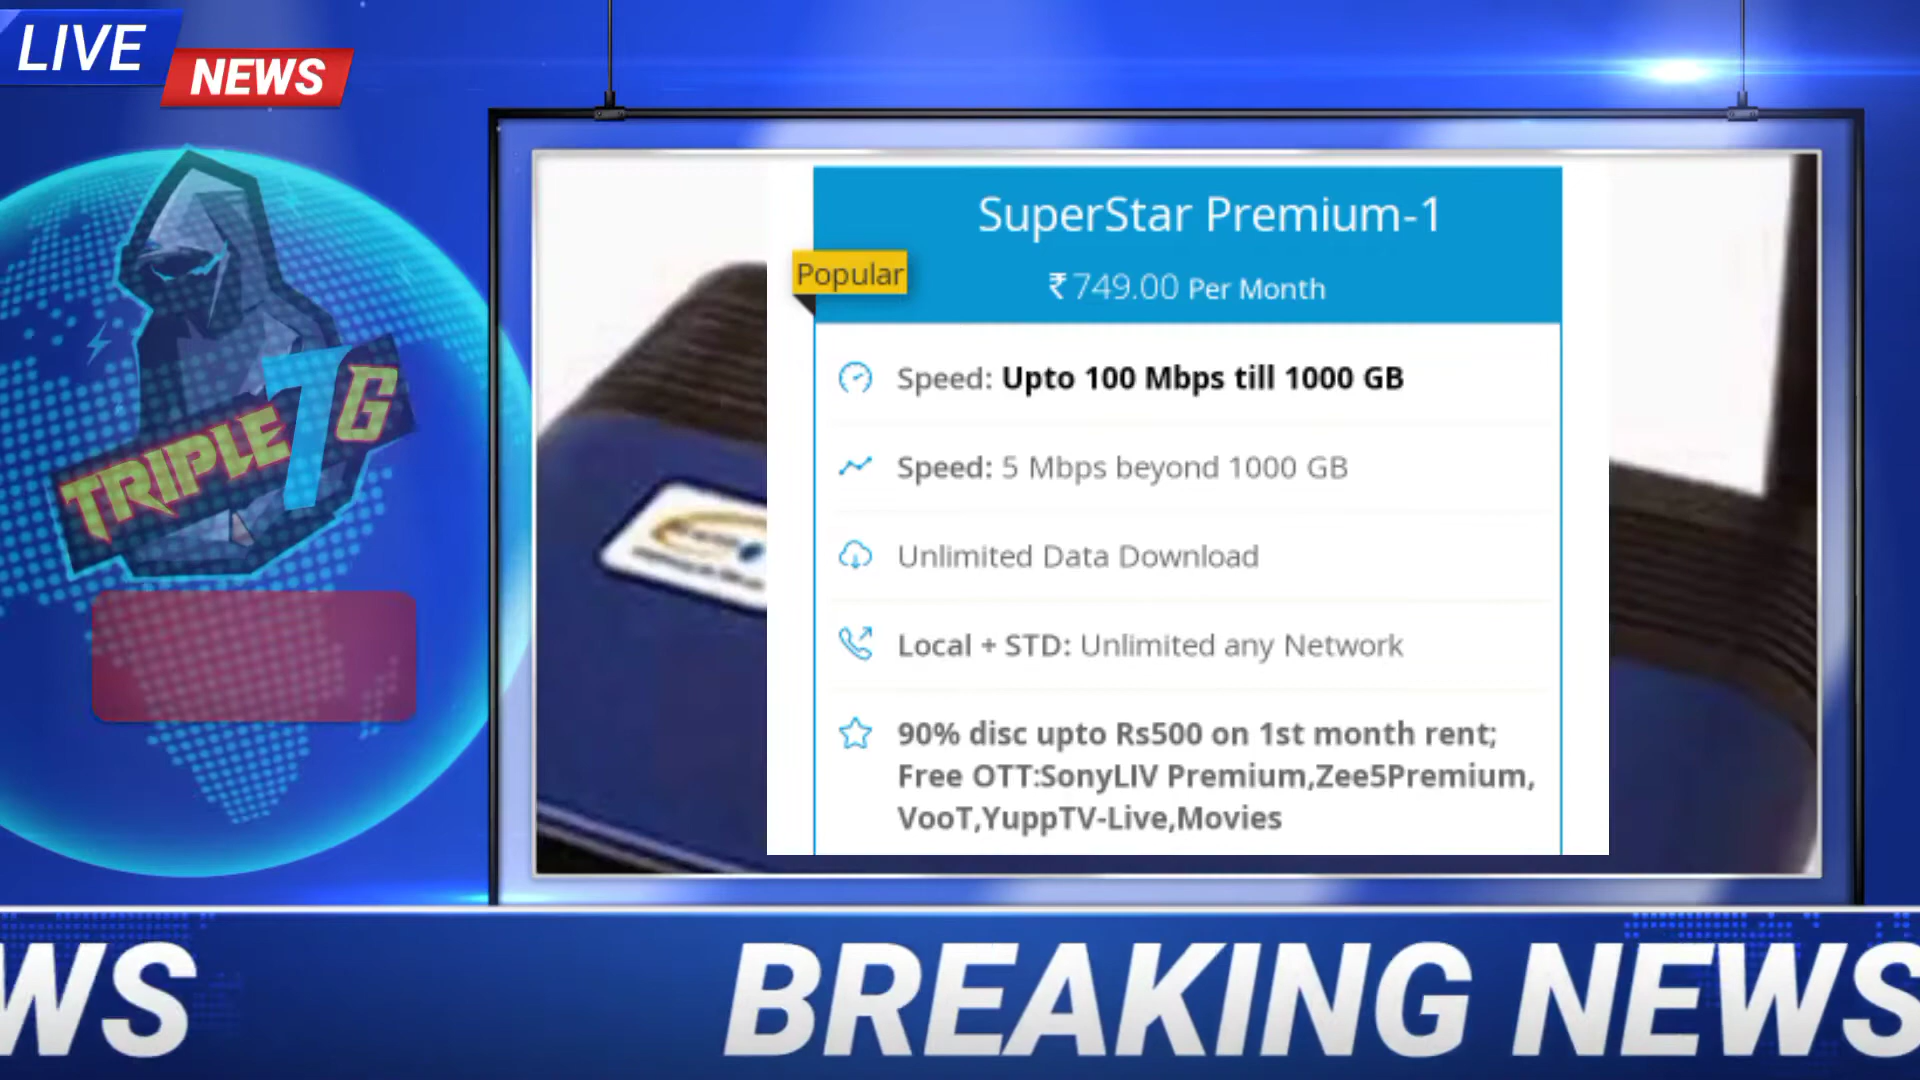 LIVE
NEWS
TRIPLE7G
SuperStar Premium-1
Popular
₹ 749.00 Per Month
Speed: Upto 100 Mbps till 1000 GB
Speed: 5 Mbps beyond 1000 GB
Unlimited Data Download
Local + STD: Unlimited any Network
90% disc upto Rs500 on 1st month rent;
Free OTT:SonyLIV Premium,Zee5Premium,
VooT,YuppTV-Live,Movies
WS
BREAKING NEWS